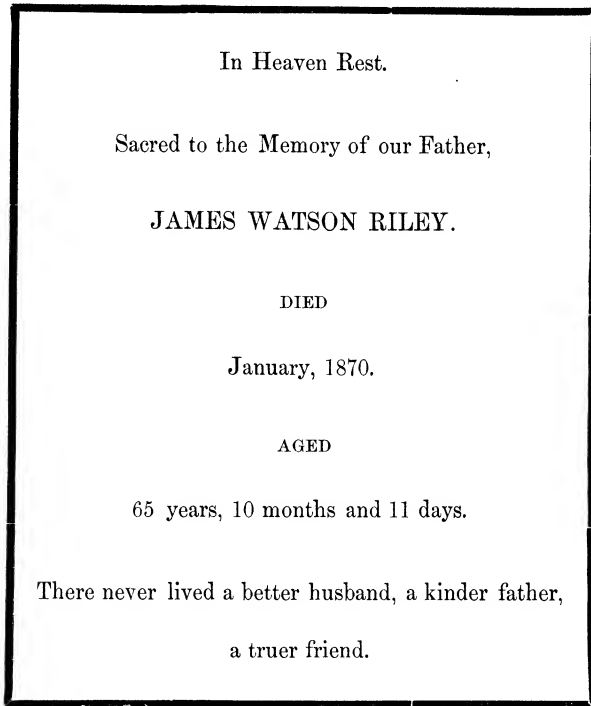 In Heaven Rest.
Sacred to the Memory of our Father,
JAMES WATSON RILEY.
DIED
January, 1870.
AGED
65 years, 10 months and 11 days.
There never lived a better husband, a kinder father,
a truer friend.